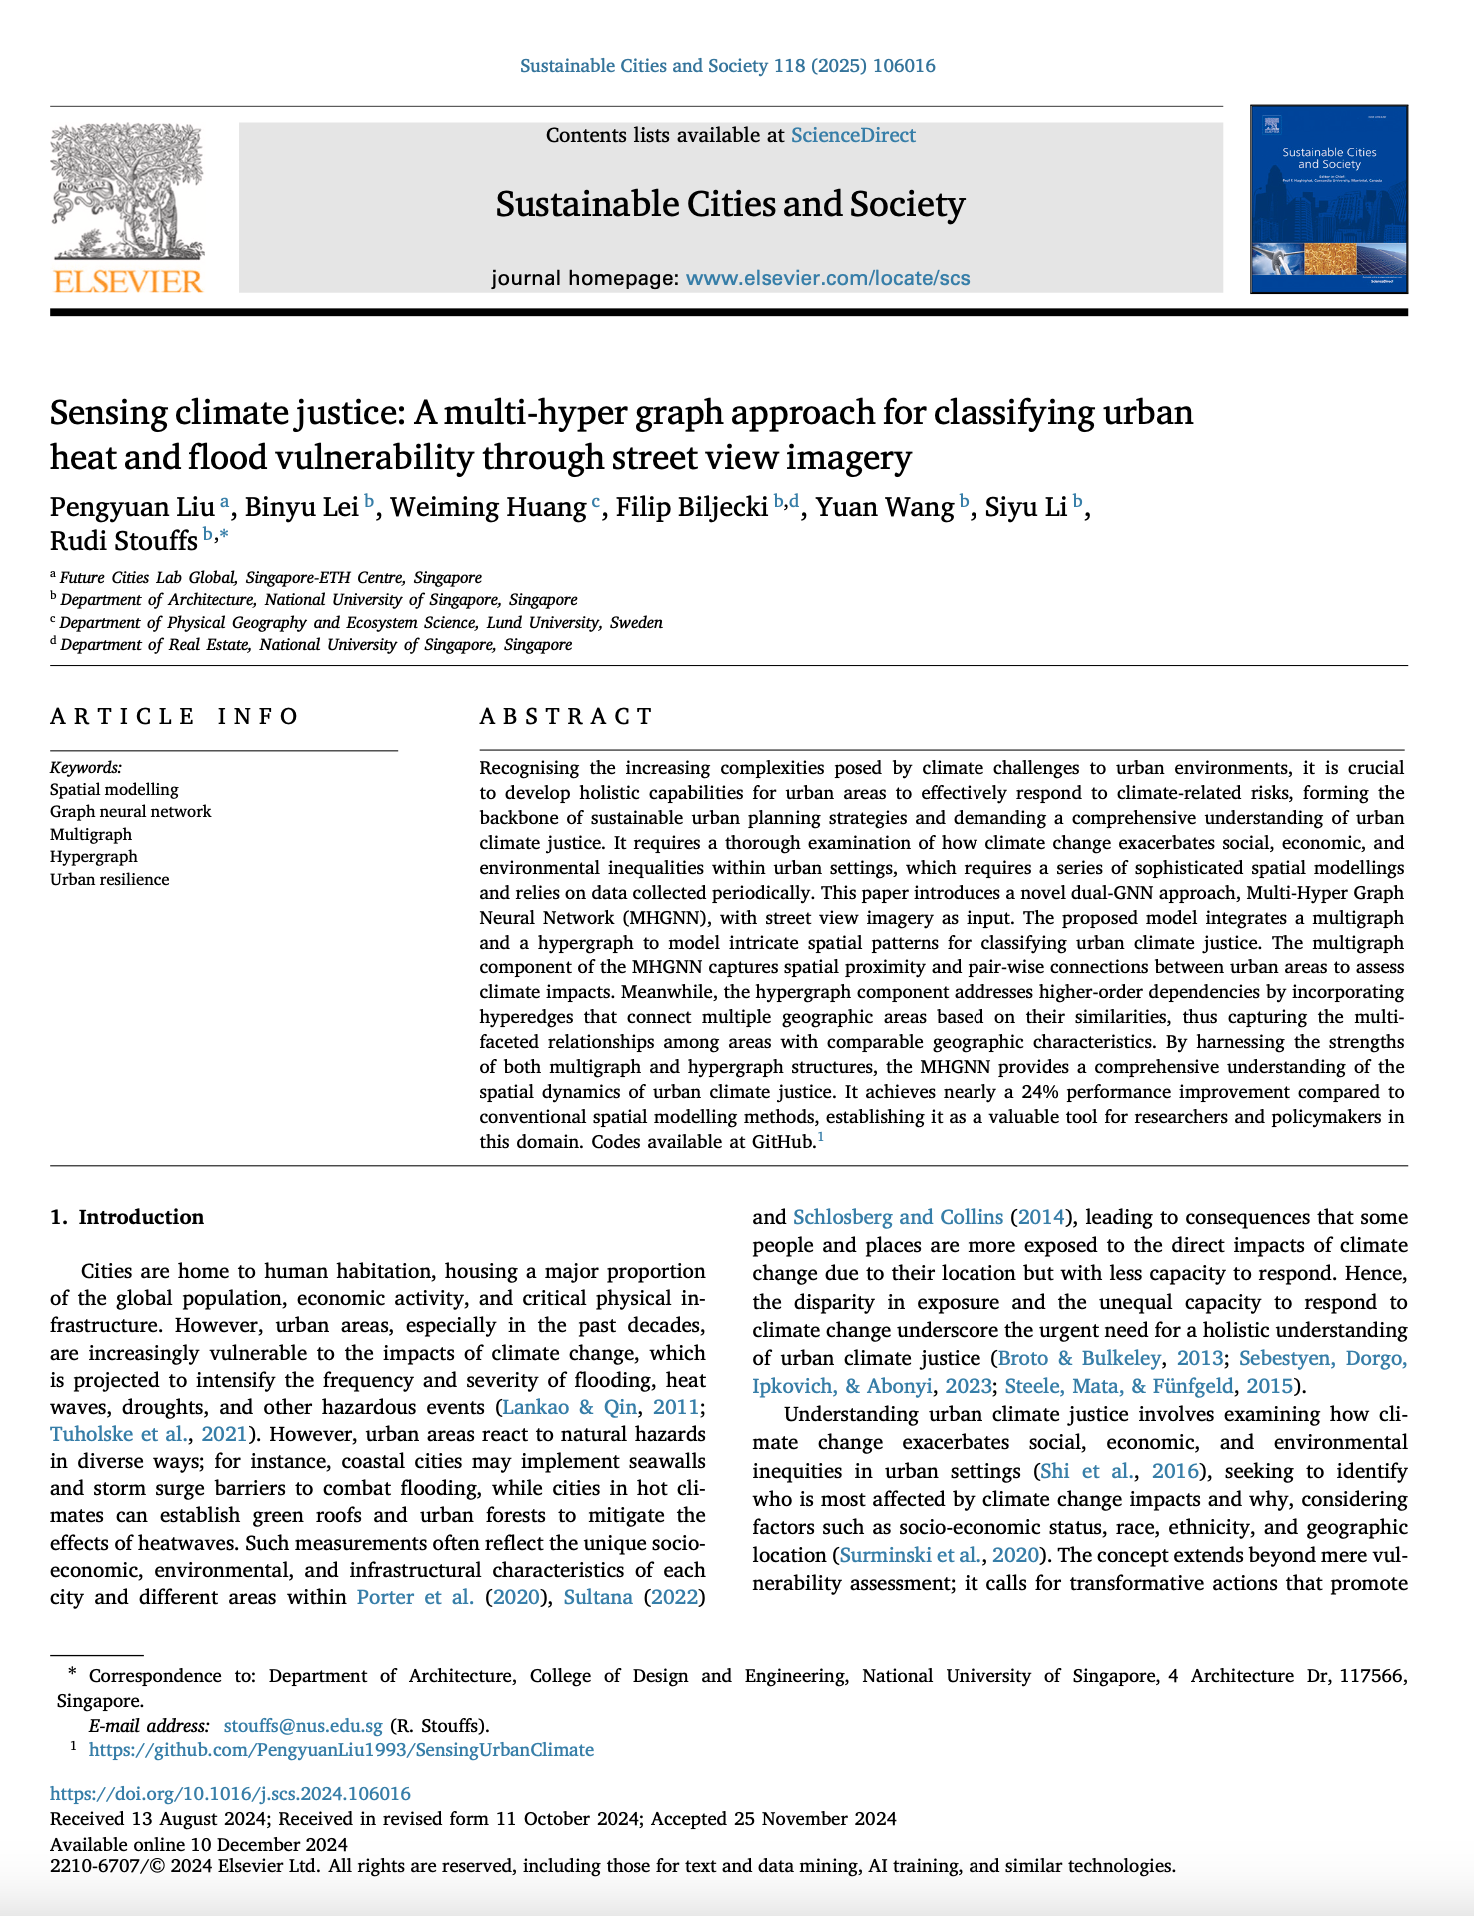 Sustainable Cities and Society 118 (2025) 106016
Contents lists available at ScienceDirect
Sustainable Cities and Society
journal homepage: www.elsevier.com/locate/scs
ELSEVIER
Sustainable Cities
and Society
Sensing climate justice: A multi-hyper graph approach for classifying urban
heat and flood vulnerability through street view imagery
Pengyuan Liu a, Binyu Lei b, Weiming Huang c, Filip Biljecki b,d, Yuan Wang b, Siyu Li b,
Rudi Stouffs b,*
a Future Cities Lab Global, Singapore-ETH Centre, Singapore
b Department of Architecture, National University of Singapore, Singapore
c Department of Physical Geography and Ecosystem Science, Lund University, Sweden
d Department of Real Estate, National University of Singapore, Singapore
ARTICLE INFO
Keywords:
Spatial modelling
Graph neural network
Multigraph
Hypergraph
Urban resilience
ABSTRACT
Recognising the increasing complexities posed by climate challenges to urban environments, it is crucial
to develop holistic capabilities for urban areas to effectively respond to climate-related risks, forming the
backbone of sustainable urban planning strategies and demanding a comprehensive understanding of urban
climate justice. It requires a thorough examination of how climate change exacerbates social, economic, and
environmental inequalities within urban settings, which requires a series of sophisticated spatial modellings
and relies on data collected periodically. This paper introduces a novel dual-GNN approach, Multi-Hyper Graph
Neural Network (MHGNN), with street view imagery as input. The proposed model integrates a multigraph
and a hypergraph to model intricate spatial patterns for classifying urban climate justice. The multigraph
component of the MHGNN captures spatial proximity and pair-wise connections between urban areas to assess
climate impacts. Meanwhile, the hypergraph component addresses higher-order dependencies by incorporating
hyperedges that connect multiple geographic areas based on their similarities, thus capturing the multi-
faceted relationships among areas with comparable geographic characteristics. By harnessing the strengths
of both multigraph and hypergraph structures, the MHGNN provides a comprehensive understanding of the
spatial dynamics of urban climate justice. It achieves nearly a 24% performance improvement compared to
conventional spatial modelling methods, establishing it as a valuable tool for researchers and policymakers in
this domain. Codes available at GitHub.1
1. Introduction
Cities are home to human habitation, housing a major proportion
of the global population, economic activity, and critical physical in-
frastructure. However, urban areas, especially in the past decades,
are increasingly vulnerable to the impacts of climate change, which
is projected to intensify the frequency and severity of flooding, heat
waves, droughts, and other hazardous events (Lankao & Qin, 2011;
Tuholske et al., 2021). However, urban areas react to natural hazards
in diverse ways; for instance, coastal cities may implement seawalls
and storm surge barriers to combat flooding, while cities in hot cli-
mates can establish green roofs and urban forests to mitigate the
effects of heatwaves. Such measurements often reflect the unique socio-
economic, environmental, and infrastructural characteristics of each
city and different areas within Porter et al. (2020), Sultana (2022)
and Schlosberg and Collins (2014), leading to consequences that some
people and places are more exposed to the direct impacts of climate
change due to their location but with less capacity to respond. Hence,
the disparity in exposure and the unequal capacity to respond to
climate change underscore the urgent need for a holistic understanding
of urban climate justice (Broto & Bulkeley, 2013; Sebestyen, Dorgo,
Ipkovich, & Abonyi, 2023; Steele, Mata, & Fünfgeld, 2015).
Understanding urban climate justice involves examining how cli-
mate change exacerbates social, economic, and environmental
inequities in urban settings (Shi et al., 2016), seeking to identify
who is most affected by climate change impacts and why, considering
factors such as socio-economic status, race, ethnicity, and geographic
location (Surminski et al., 2020). The concept extends beyond mere vul-
nerability assessment; it calls for transformative actions that promote
* Correspondence to: Department of Architecture, College of Design and Engineering, National University of Singapore, 4 Architecture Dr, 117566,
Singapore.
E-mail address: stouffs@nus.edu.sg (R. Stouffs).
1 https://github.com/PengyuanLiu1993/SensingUrbanClimate
https://doi.org/10.1016/j.scs.2024.106016
Received 13 August 2024; Received in revised form 11 October 2024; Accepted 25 November 2024
Available online 10 December 2024
2210-6707/© 2024 Elsevier Ltd. All rights are reserved, including those for text and data mining, AI training, and similar technologies.